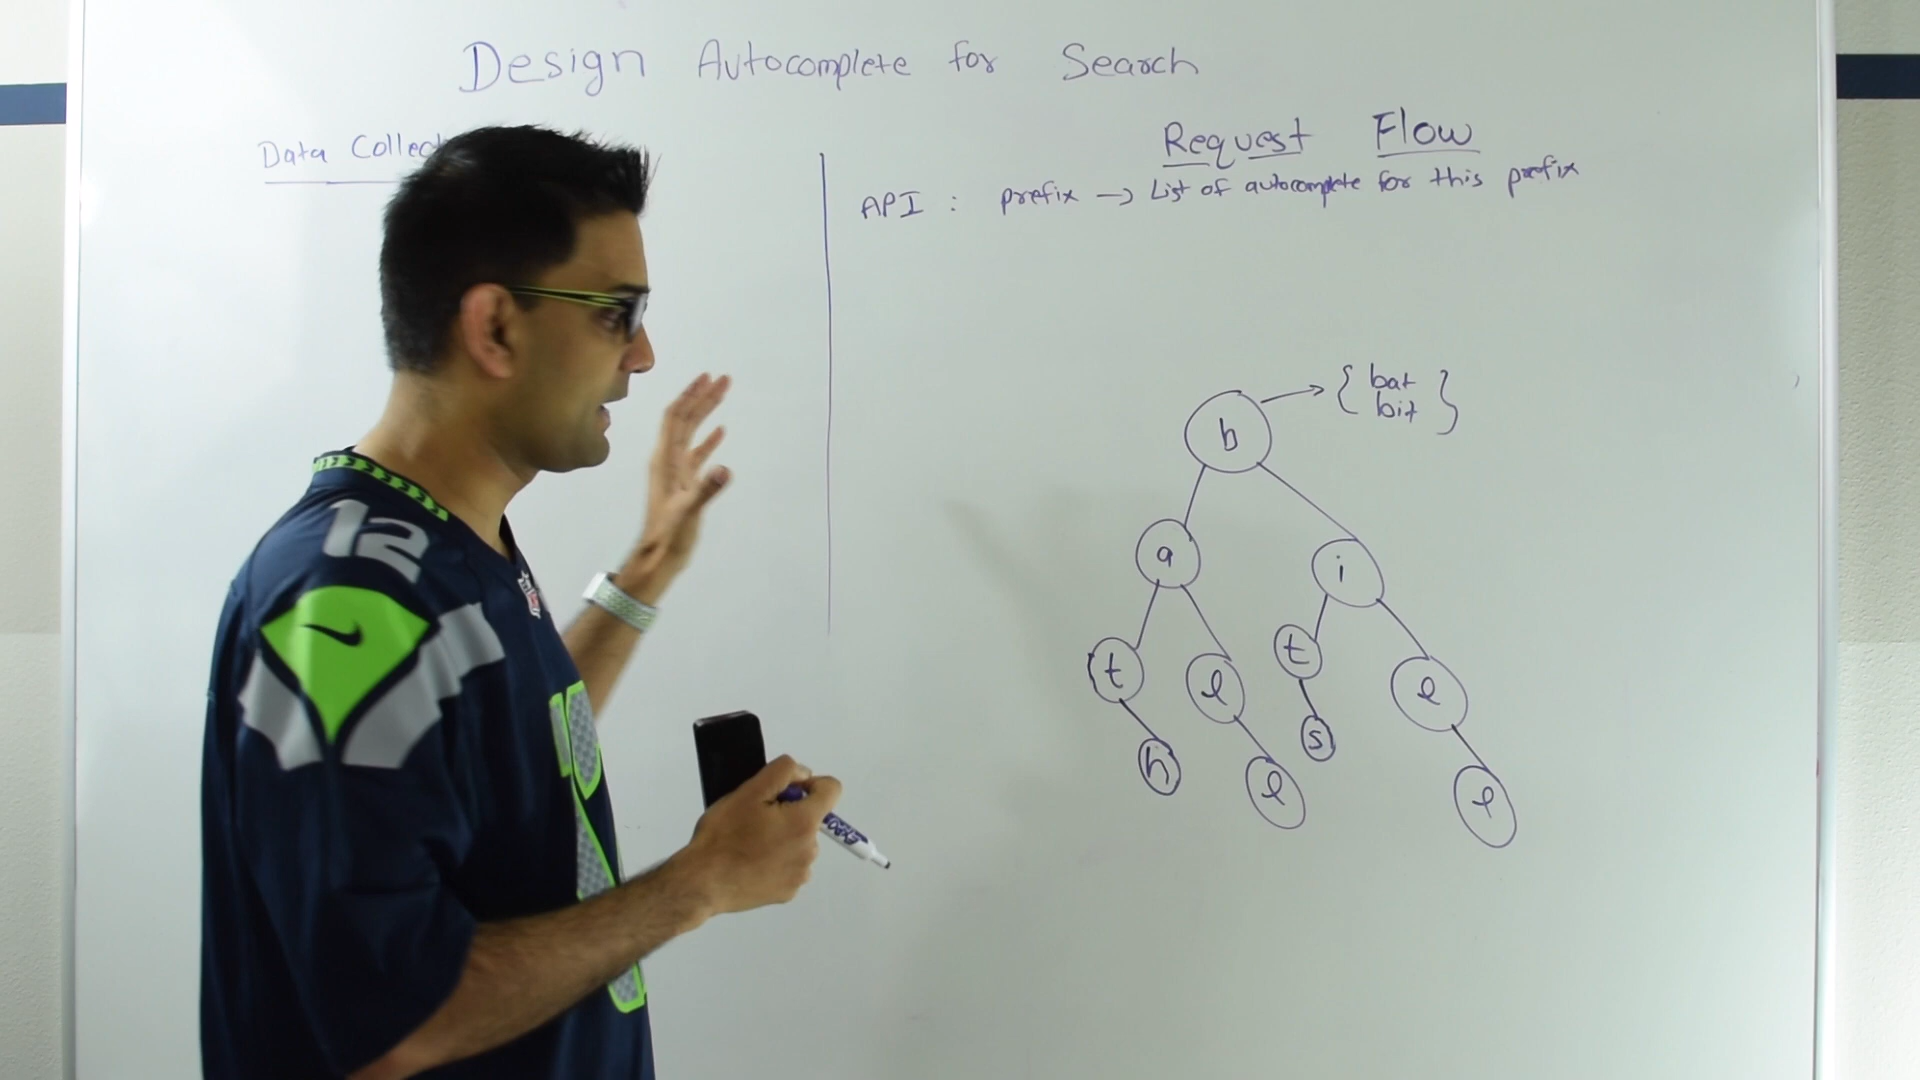 Design Autocomplete for Search
Data Collect
Request Flow
API : prefix → List of autocomplete for this prefix
b → { bat
bit }
a i
t l t l
h l s l
12
EXPO